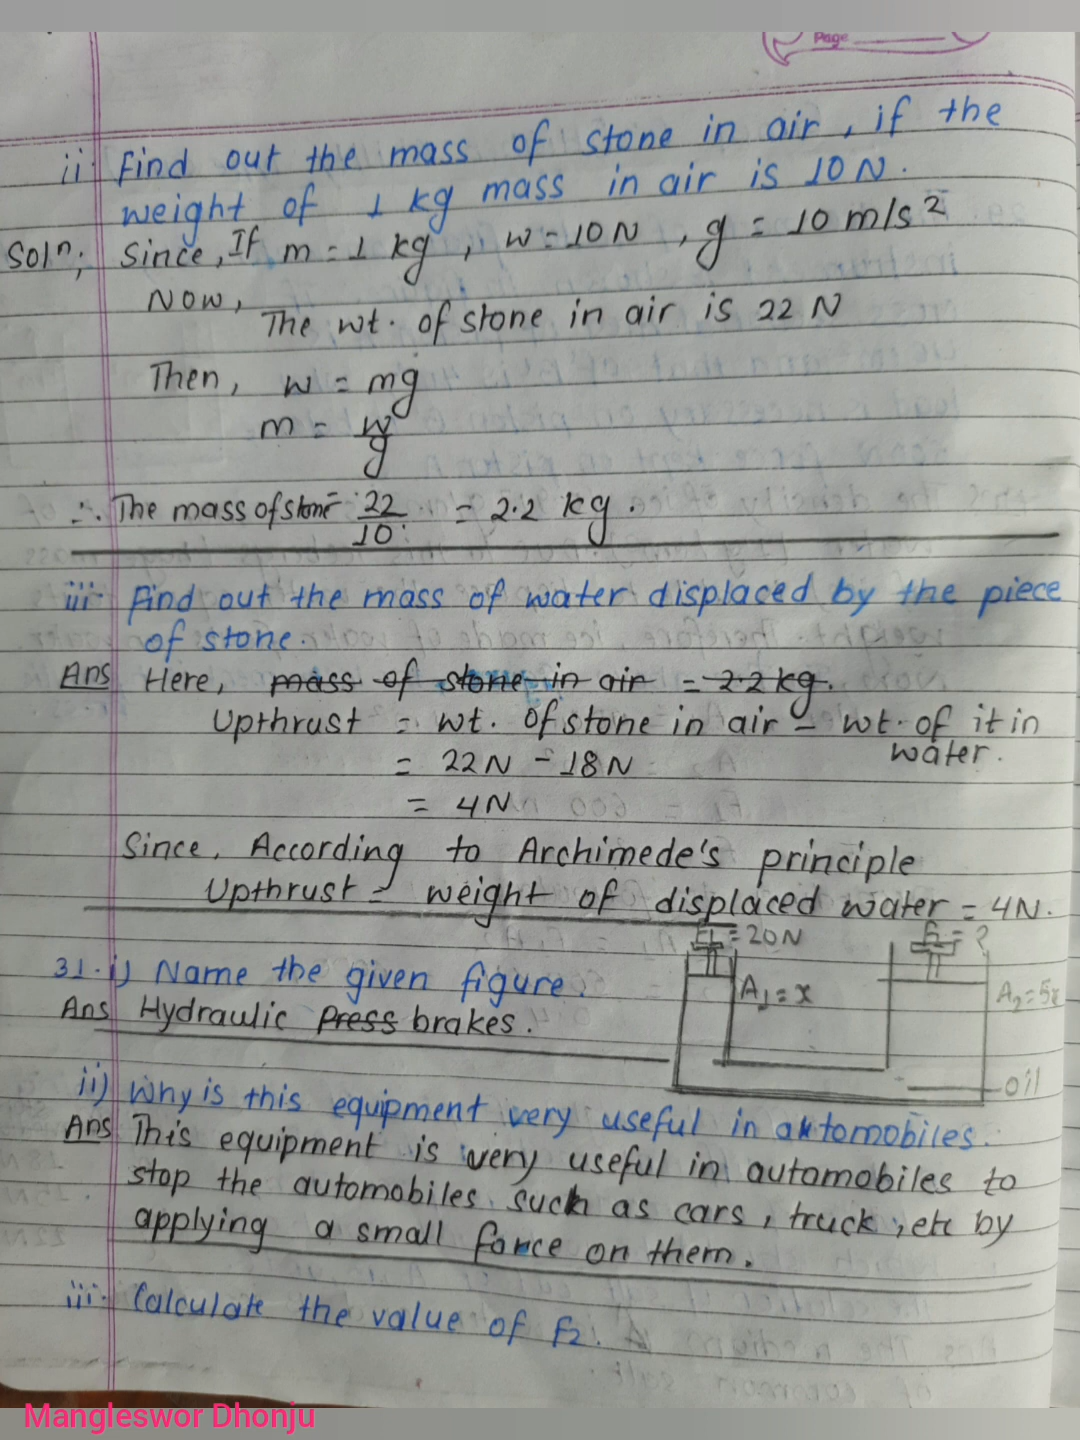 Page
ii. Find out the mass of stone in air, if the
weight of 1 kg mass in air is 10 N.
Solⁿ; Since, If m = 1 kg, w = 10 N, g = 10 m/s²
Now,
The wt. of stone in air is 22 N
Then, w = mg
m = w/g
∴ The mass of stone = 22/10 = 2.2 kg.
iii. Find out the mass of water displaced by the piece
of stone.
Ans Here, mass of stone in air = 2.2 kg.
Upthrust = wt. of stone in air - wt. of it in
water.
= 22N - 18N
= 4N
Since, According to Archimede's principle
Upthrust = weight of displaced water = 4N.
F1 = 20N
F2 = ?
31. i) Name the given figure.
A1 = x
A2 = 5x
Ans Hydraulic press brakes.
oil
ii) Why is this equipment very useful in automobiles.
Ans This equipment is very useful in automobiles to
stop the automobiles such as cars, truck, etc by
applying a small force on them.
iii. Calculate the value of F2.
Mangleswor Dhonju